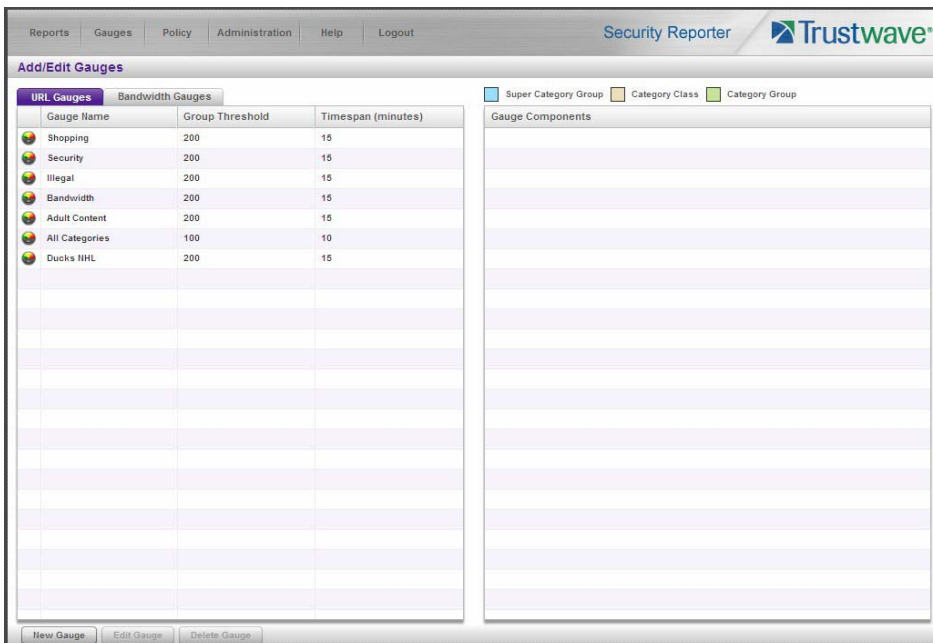 Reports Gauges Policy Administration Help Logout Security Reporter Trustwave®
Add/Edit Gauges
URL Gauges Bandwidth Gauges Super Category Group Category Class Category Group
Gauge Name Group Threshold Timespan (minutes) Gauge Components
Shopping 200 15
Security 200 15
Illegal 200 15
Bandwidth 200 15
Adult Content 200 15
All Categories 100 10
Ducks NHL 200 15
New Gauge Edit Gauge Delete Gauge